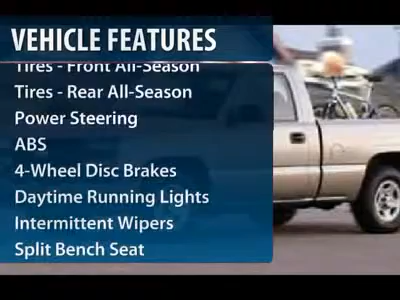 VEHICLE FEATURES
Tires - Front All-Season
Tires - Rear All-Season
Power Steering
ABS
4-Wheel Disc Brakes
Daytime Running Lights
Intermittent Wipers
Split Bench Seat